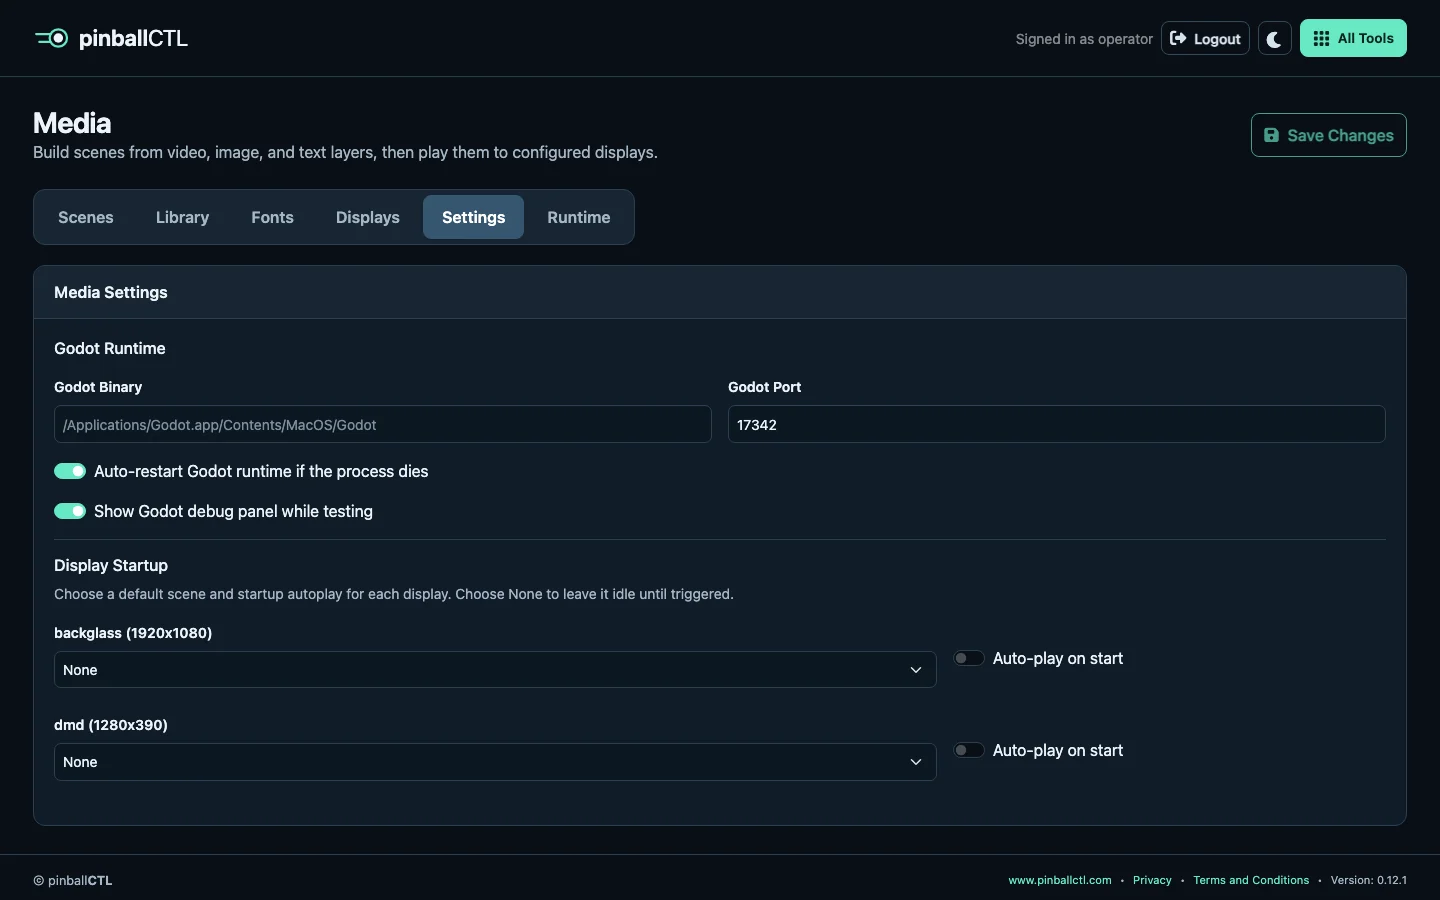 pinballCTL
Signed in as operator
Logout
All Tools
Media
Build scenes from video, image, and text layers, then play them to configured displays.
Save Changes
Scenes
Library
Fonts
Displays
Settings
Runtime
Media Settings
Godot Runtime
Godot Binary
Godot Port
/Applications/Godot.app/Contents/MacOS/Godot
17342
Auto-restart Godot runtime if the process dies
Show Godot debug panel while testing
Display Startup
Choose a default scene and startup autoplay for each display. Choose None to leave it idle until triggered.
backglass (1920x1080)
None
Auto-play on start
dmd (1280x390)
None
Auto-play on start
© pinballCTL
www.pinballctl.com • Privacy • Terms and Conditions • Version: 0.12.1